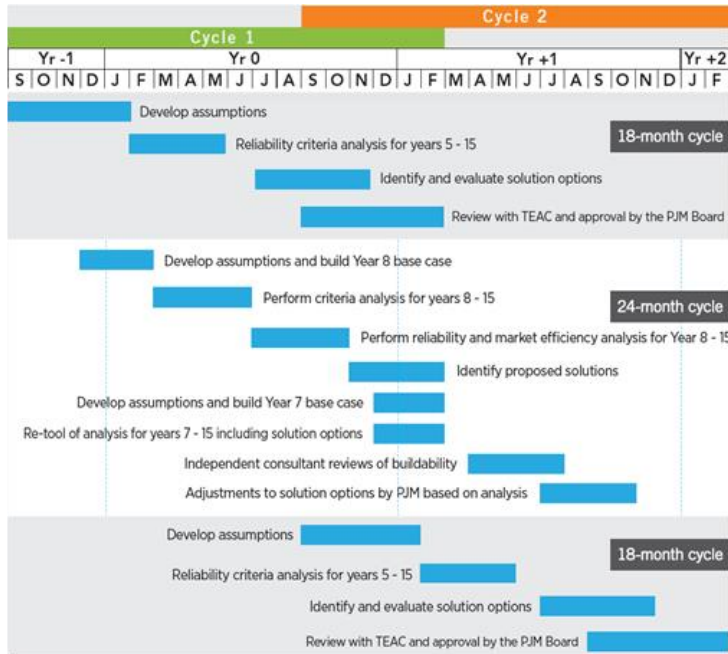 Cycle 2
Cycle 1
Yr -1 Yr 0 Yr +1 Yr +2
S O N D J F M A M J J A S O N D J F M A M J J A S O N D J F
Develop assumptions
18-month cycle
Reliability criteria analysis for years 5 - 15
Identify and evaluate solution options
Review with TEAC and approval by the PJM Board
Develop assumptions and build Year 8 base case
Perform criteria analysis for years 8 - 15
24-month cycle
Perform reliability and market efficiency analysis for Year 8 - 15
Identify proposed solutions
Develop assumptions and build Year 7 base case
Re-tool of analysis for years 7 - 15 including solution options
Independent consultant reviews of buildability
Adjustments to solution options by PJM based on analysis
Develop assumptions
18-month cycle
Reliability criteria analysis for years 5 - 15
Identify and evaluate solution options
Review with TEAC and approval by the PJM Board